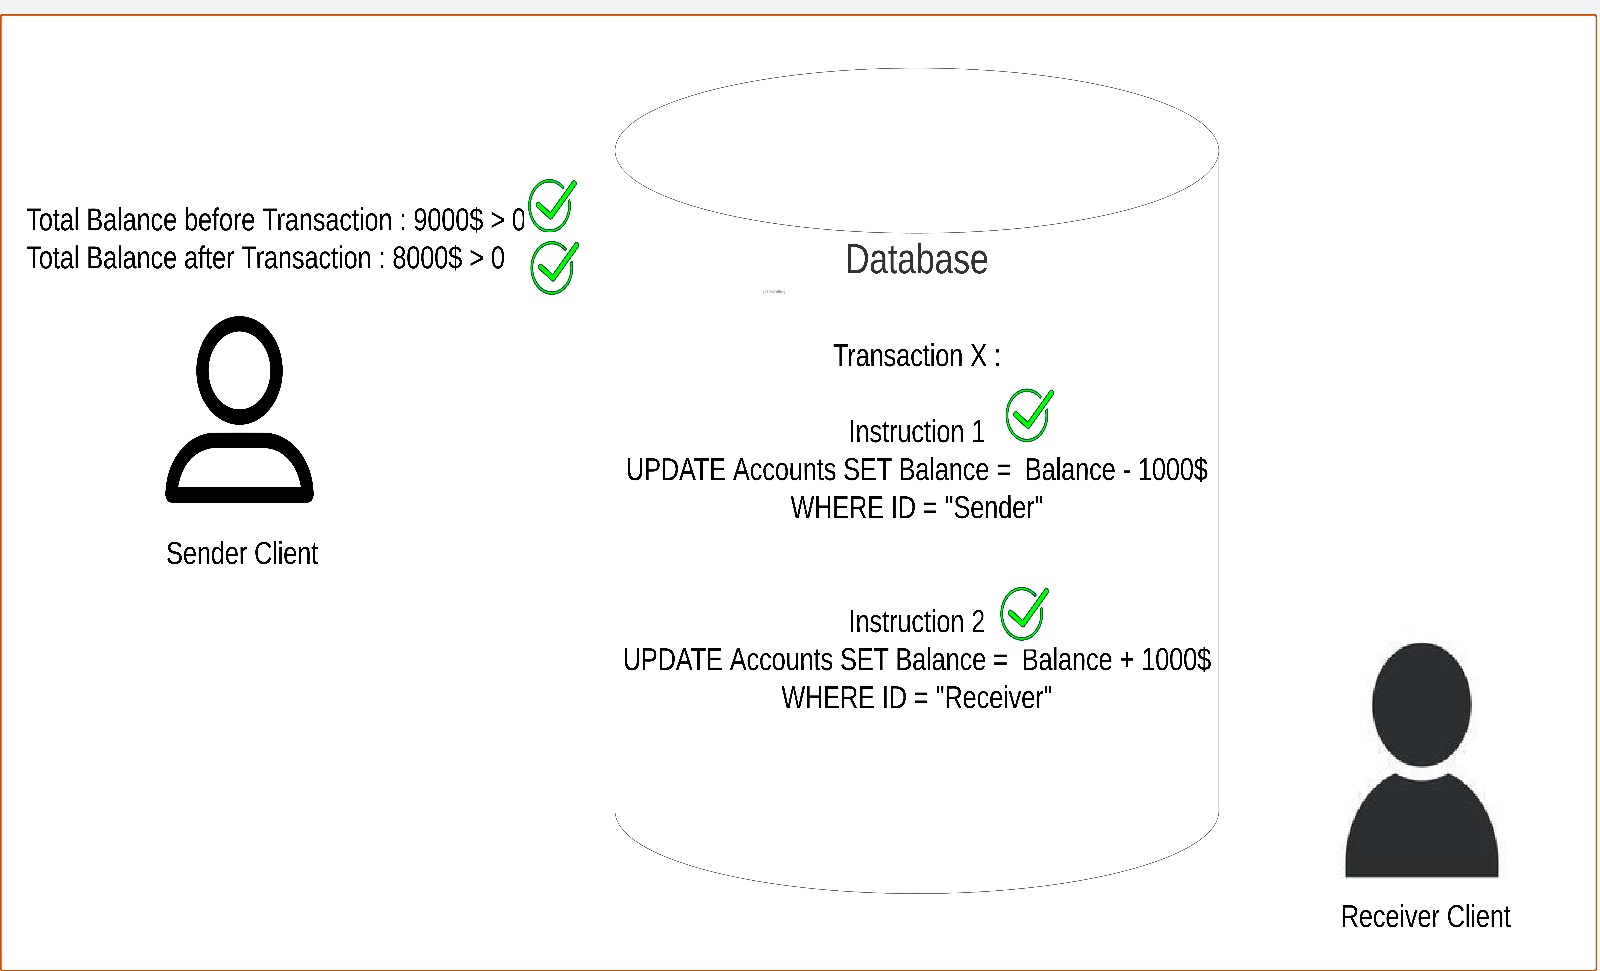 Total Balance before Transaction : 9000$ > 0
Total Balance after Transaction : 8000$ > 0
Sender Client
Database
Transaction X :
Instruction 1
UPDATE Accounts SET Balance =  Balance - 1000$
WHERE ID = "Sender"
Instruction 2
UPDATE Accounts SET Balance =  Balance + 1000$
WHERE ID = "Receiver"
Receiver Client